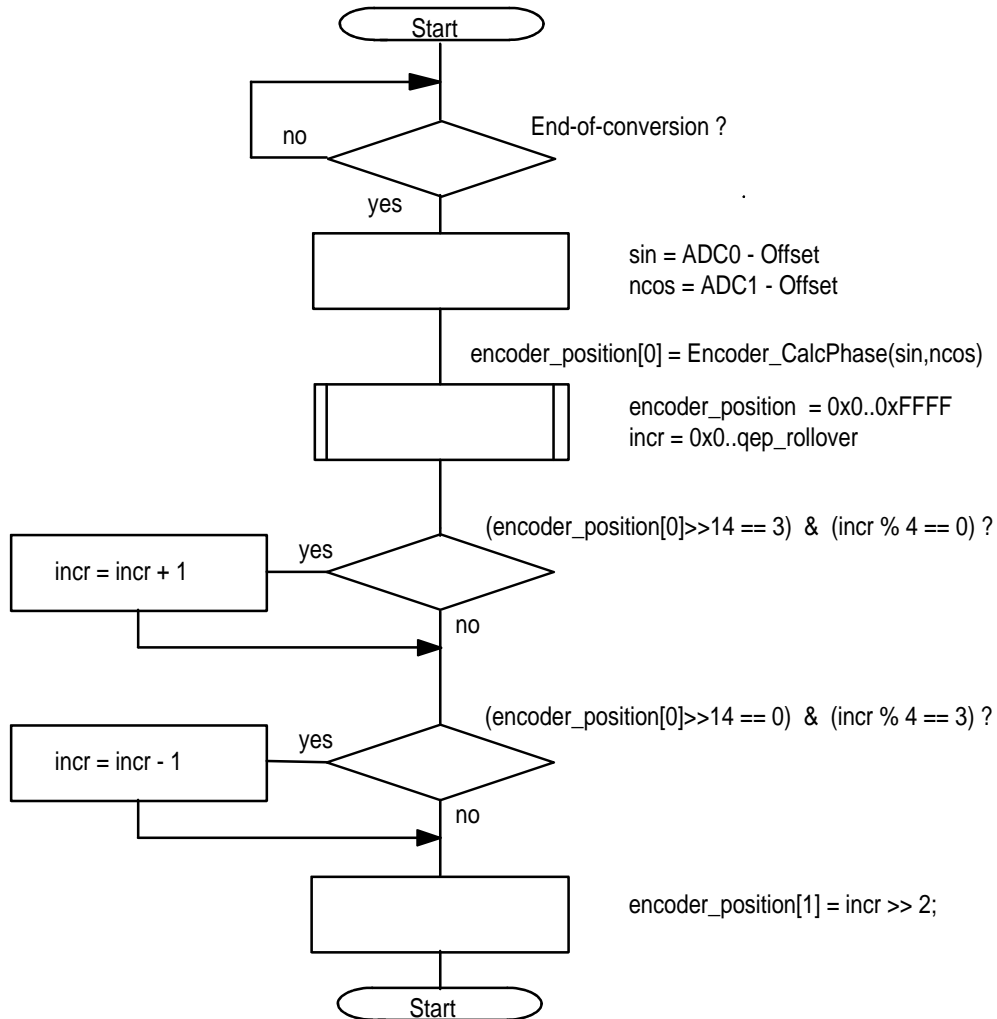 Start
End-of-conversion ?
no
yes
sin = ADC0 - Offset
ncos = ADC1 - Offset
encoder_position[0] = Encoder_CalcPhase(sin,ncos)
encoder_position = 0x0..0xFFFF
incr = 0x0..qep_rollover
(encoder_position[0]>>14 == 3) & (incr % 4 == 0) ?
yes
incr = incr + 1
no
(encoder_position[0]>>14 == 0) & (incr % 4 == 3) ?
yes
incr = incr - 1
no
encoder_position[1] = incr >> 2;
Start